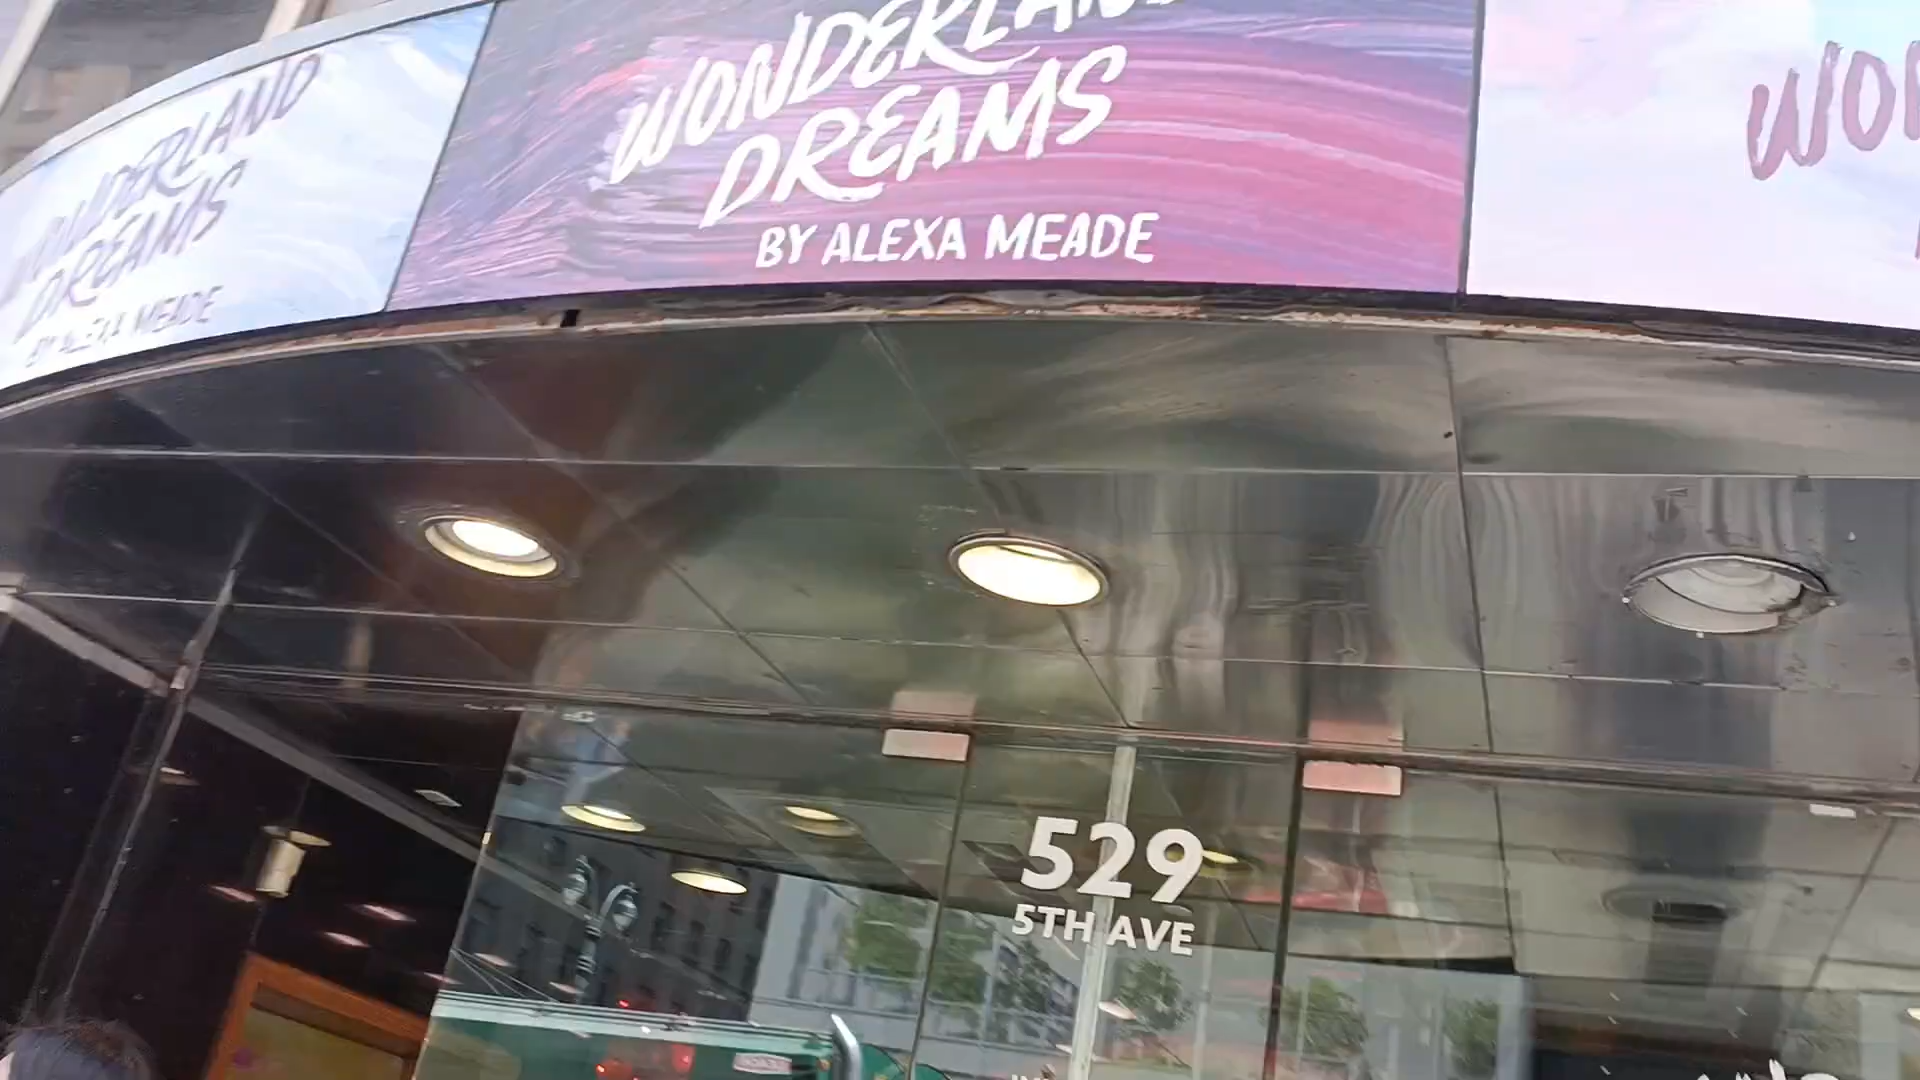 WONDERLAND
DREAMS
BY ALEXA MEADE
WONDERLAND
DREAMS
BY ALEXA MEADE
529
5TH AVE